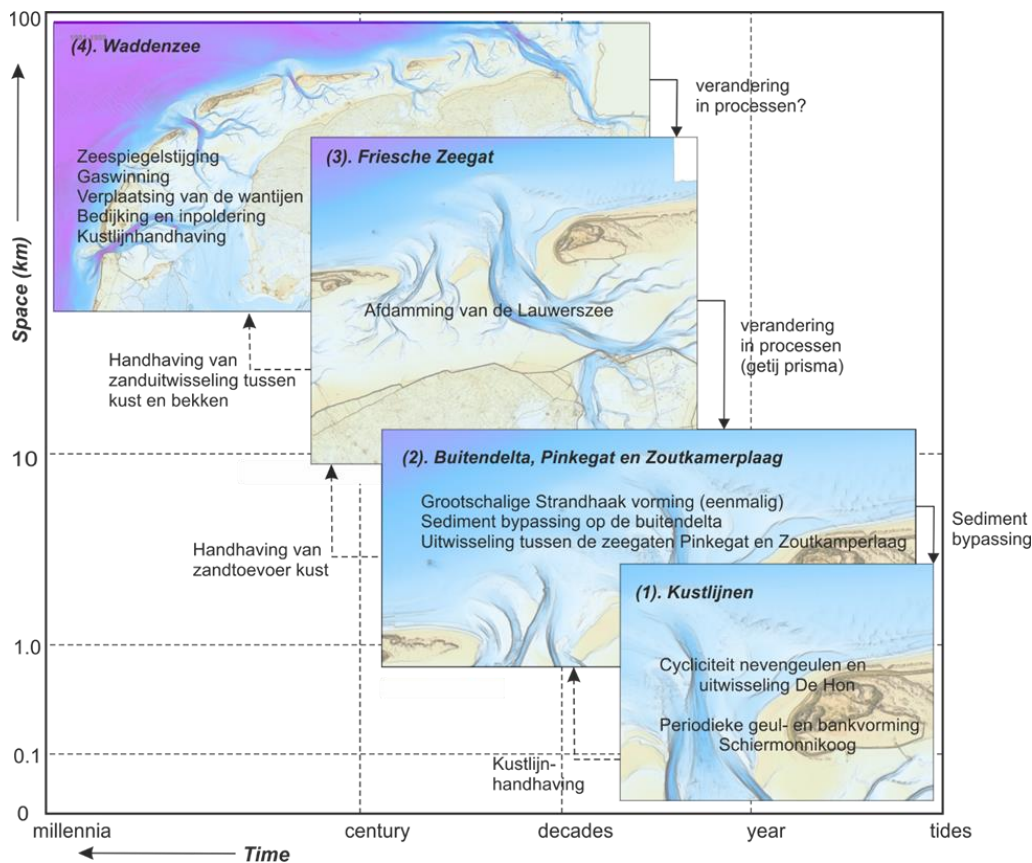 100
10
1.0
0.1
0
Space (km)
millennia
century
decades
year
tides
Time
(4). Waddenzee
Zeespiegelstijging
Gaswinning
Verplaatsing van de wantijen
Bedijking en inpoldering
Kustlijnhandhaving
verandering
in processen?
(3). Friesche Zeegat
Afdamming van de Lauwerszee
Handhaving van
zanduitwisseling tussen
kust en bekken
verandering
in processen
(getij prisma)
(2). Buitendelta, Pinkegat en Zoutkamerplaag
Grootschalige Strandhaak vorming (eenmalig)
Sediment bypassing op de buitendelta
Uitwisseling tussen de zeegaten Pinkegat en Zoutkamperlaag
Handhaving van
zandtoevoer kust
Sediment
bypassing
(1). Kustlijnen
Cycliciteit nevengeulen en
uitwisseling De Hon
Periodieke geul- en bankvorming
Schiermonnikoog
Kustlijn-
handhaving